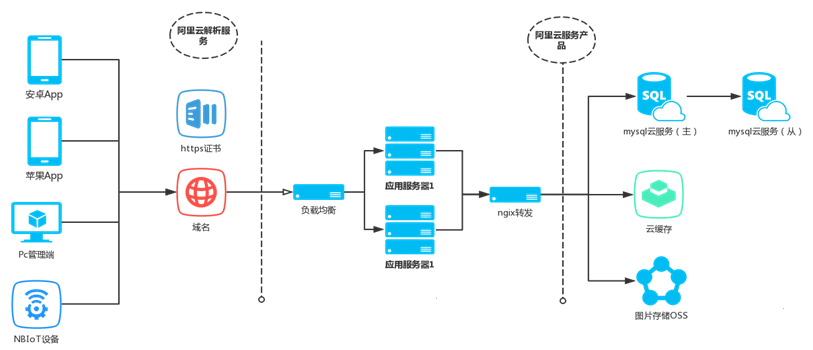 阿里云解析服
务
阿里云服务产
品
安卓App
https证书
SQL
SQL
mysql云服务（主）
mysql云服务（从）
苹果App
应用服务器1
域名
负载均衡
ngix转发
云缓存
Pc管理端
应用服务器1
图片存储OSS
NBIoT设备